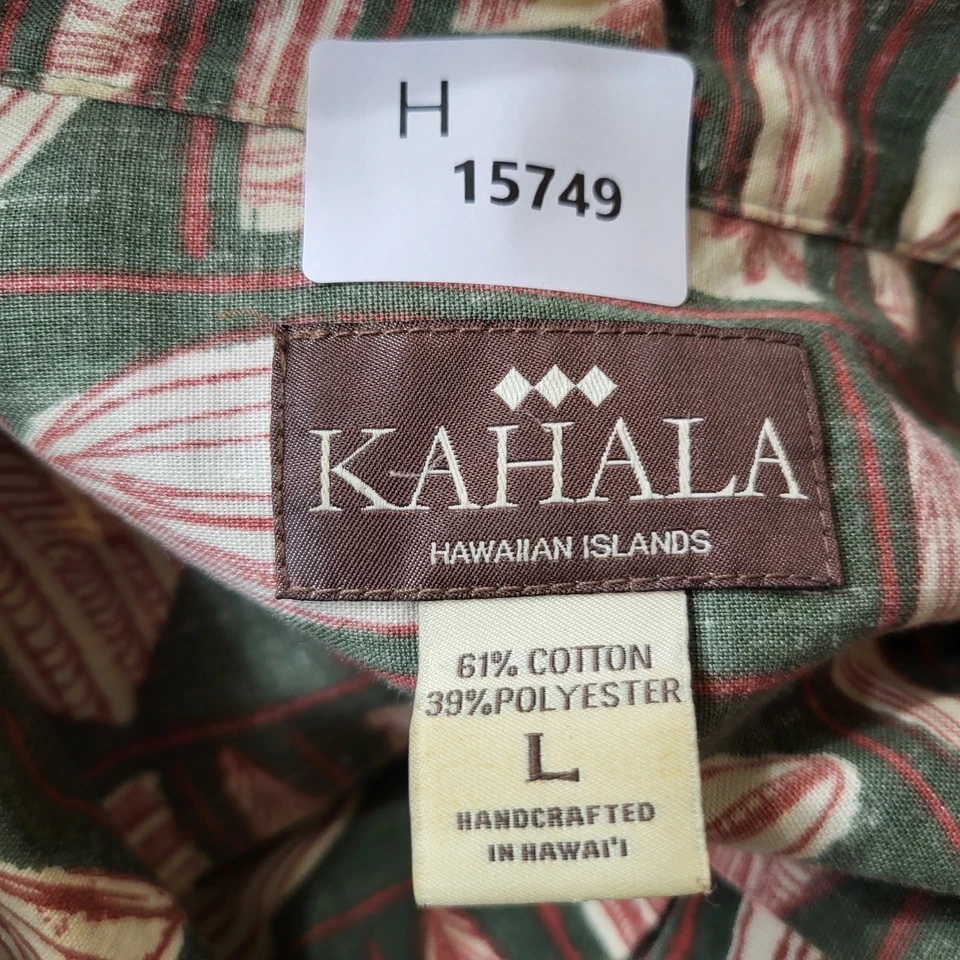 H
15749
KAHALA
HAWAIIAN ISLANDS
61% COTTON
39% POLYESTER
L
HANDCRAFTED
IN HAWAI'I